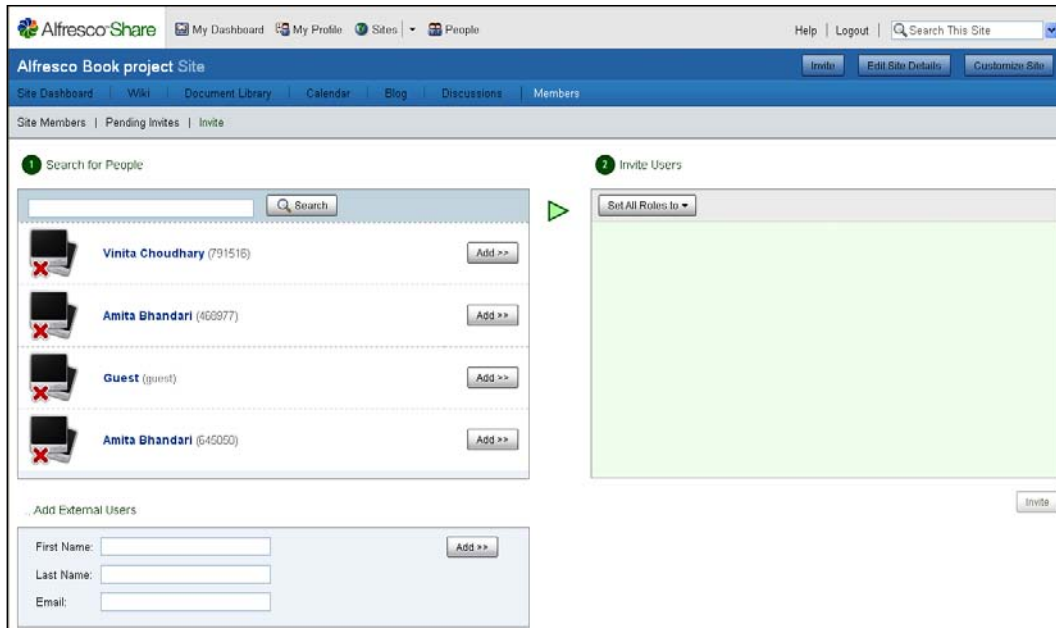 Alfresco Share My Dashboard My Profile Sites People Help | Logout | Search This Site
Alfresco Book project Site Invite Edit Site Details Customize Site
Site Dashboard Wiki Document Library Calendar Blog Discussions Members
Site Members | Pending Invites | Invite
1 Search for People
Search
Vinita Choudhary (791516) Add >>
Amita Bhandari (468977) Add >>
Guest (guest) Add >>
Amita Bhandari (645050) Add >>
2 Invite Users
Set All Roles to
Invite
Add External Users
First Name: Add >>
Last Name:
Email: